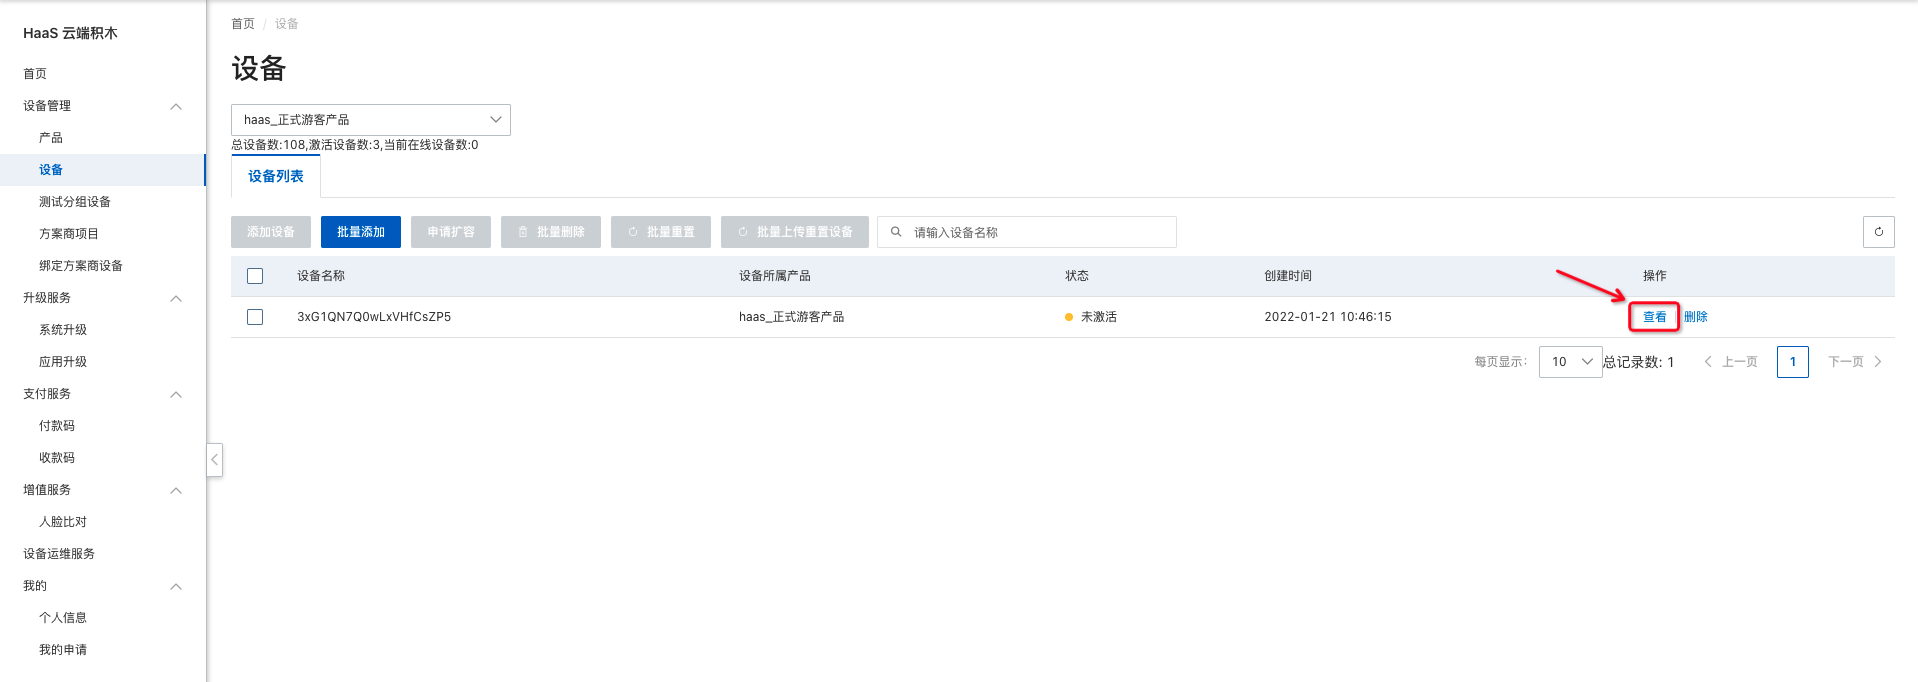 HaaS 云端积木
首页
设备管理
产品
设备
测试分组设备
方案商项目
绑定方案商设备
升级服务
系统升级
应用升级
支付服务
付款码
收款码
增值服务
人脸比对
设备运维服务
我的
个人信息
我的申请
首页 / 设备
设备
haas_正式游客产品
总设备数:108,激活设备数:3,当前在线设备数:0
设备列表
添加设备 批量添加 申请扩容 批量删除 批量重置 批量上传重置设备 请输入设备名称
设备名称 设备所属产品 状态 创建时间 操作
3xG1QN7Q0wLxVHfCsZP5 haas_正式游客产品 未激活 2022-01-21 10:46:15 查看 删除
每页显示: 10 总记录数: 1 上一页 1 下一页